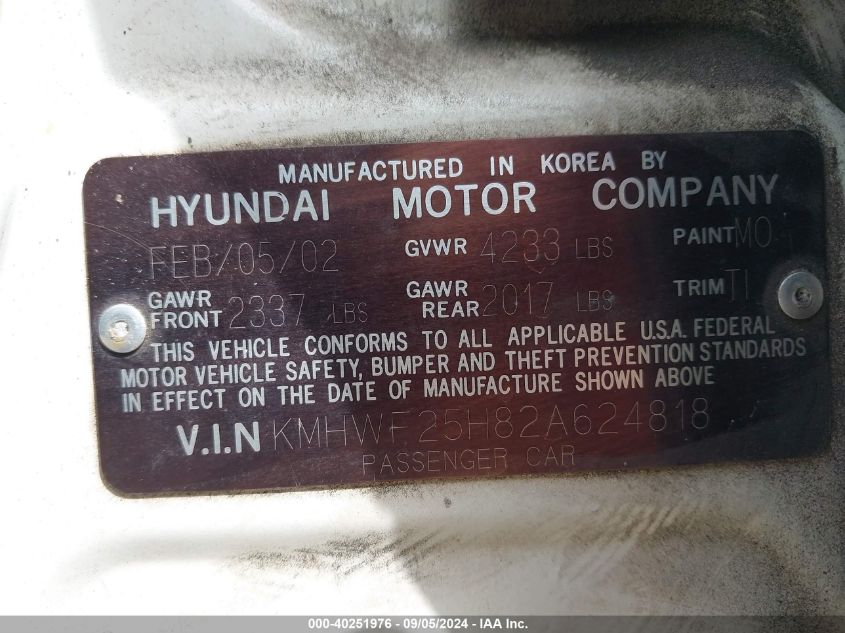 MANUFACTURED IN KOREA BY
HYUNDAI MOTOR COMPANY
FEB/05/02 GVWR 4233 LBS PAINT MO
GAWR FRONT 2337 LBS GAWR REAR 2017 LBS TRIM TI
THIS VEHICLE CONFORMS TO ALL APPLICABLE U.S.A. FEDERAL
MOTOR VEHICLE SAFETY, BUMPER AND THEFT PREVENTION STANDARDS
IN EFFECT ON THE DATE OF MANUFACTURE SHOWN ABOVE
V.I.N KMHWF25H82A624818
PASSENGER CAR
000-40251976 - 09/05/2024 - IAA Inc.